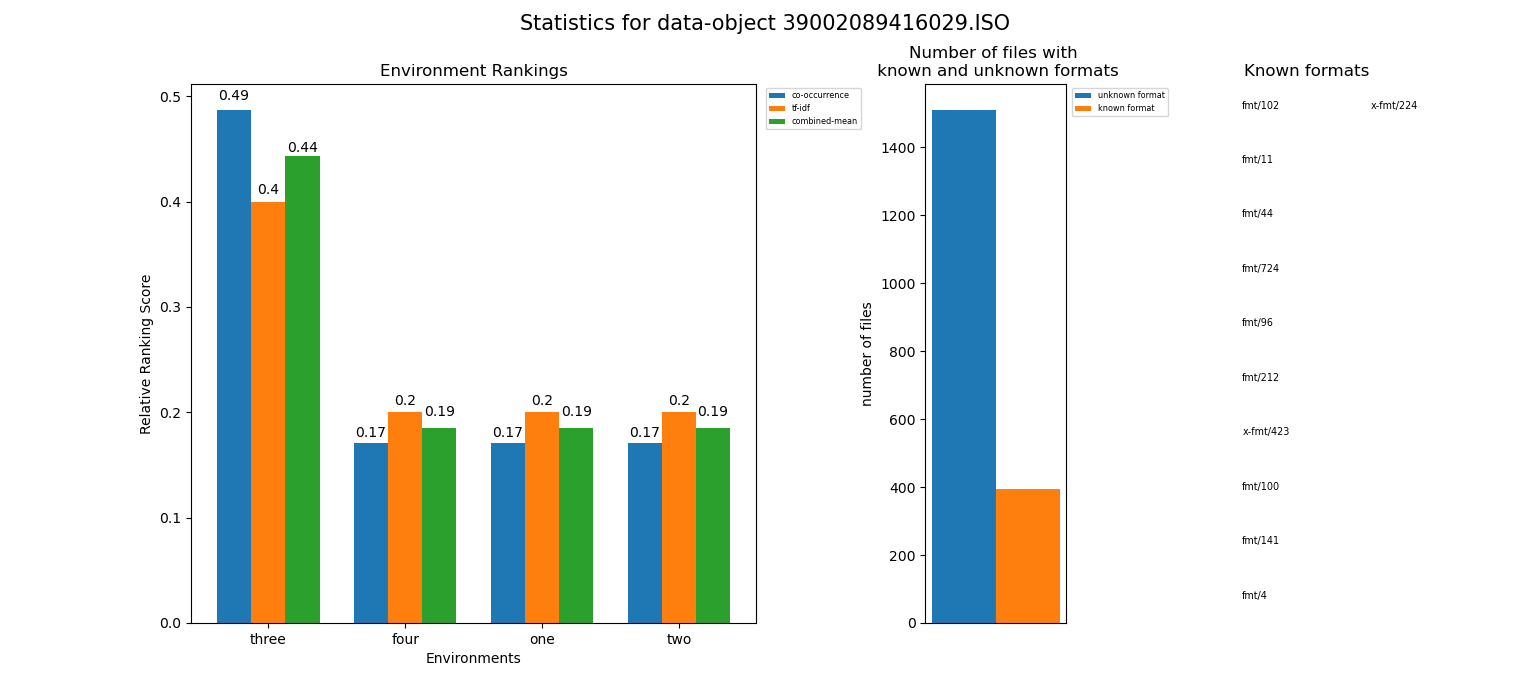 Statistics for data-object 39002089416029.ISO
Environment Rankings
Relative Ranking Score
0.5
0.4
0.3
0.2
0.1
0.0
0.49
0.4
0.44
0.17
0.2
0.19
0.17
0.2
0.19
0.17
0.2
0.19
three
four
one
two
Environments
co-occurrence
tf-idf
combined-mean
Number of files with
known and unknown formats
number of files
1400
1200
1000
800
600
400
200
0
unknown format
known format
Known formats
fmt/102
x-fmt/224
fmt/11
fmt/44
fmt/724
fmt/96
fmt/212
x-fmt/423
fmt/100
fmt/141
fmt/4